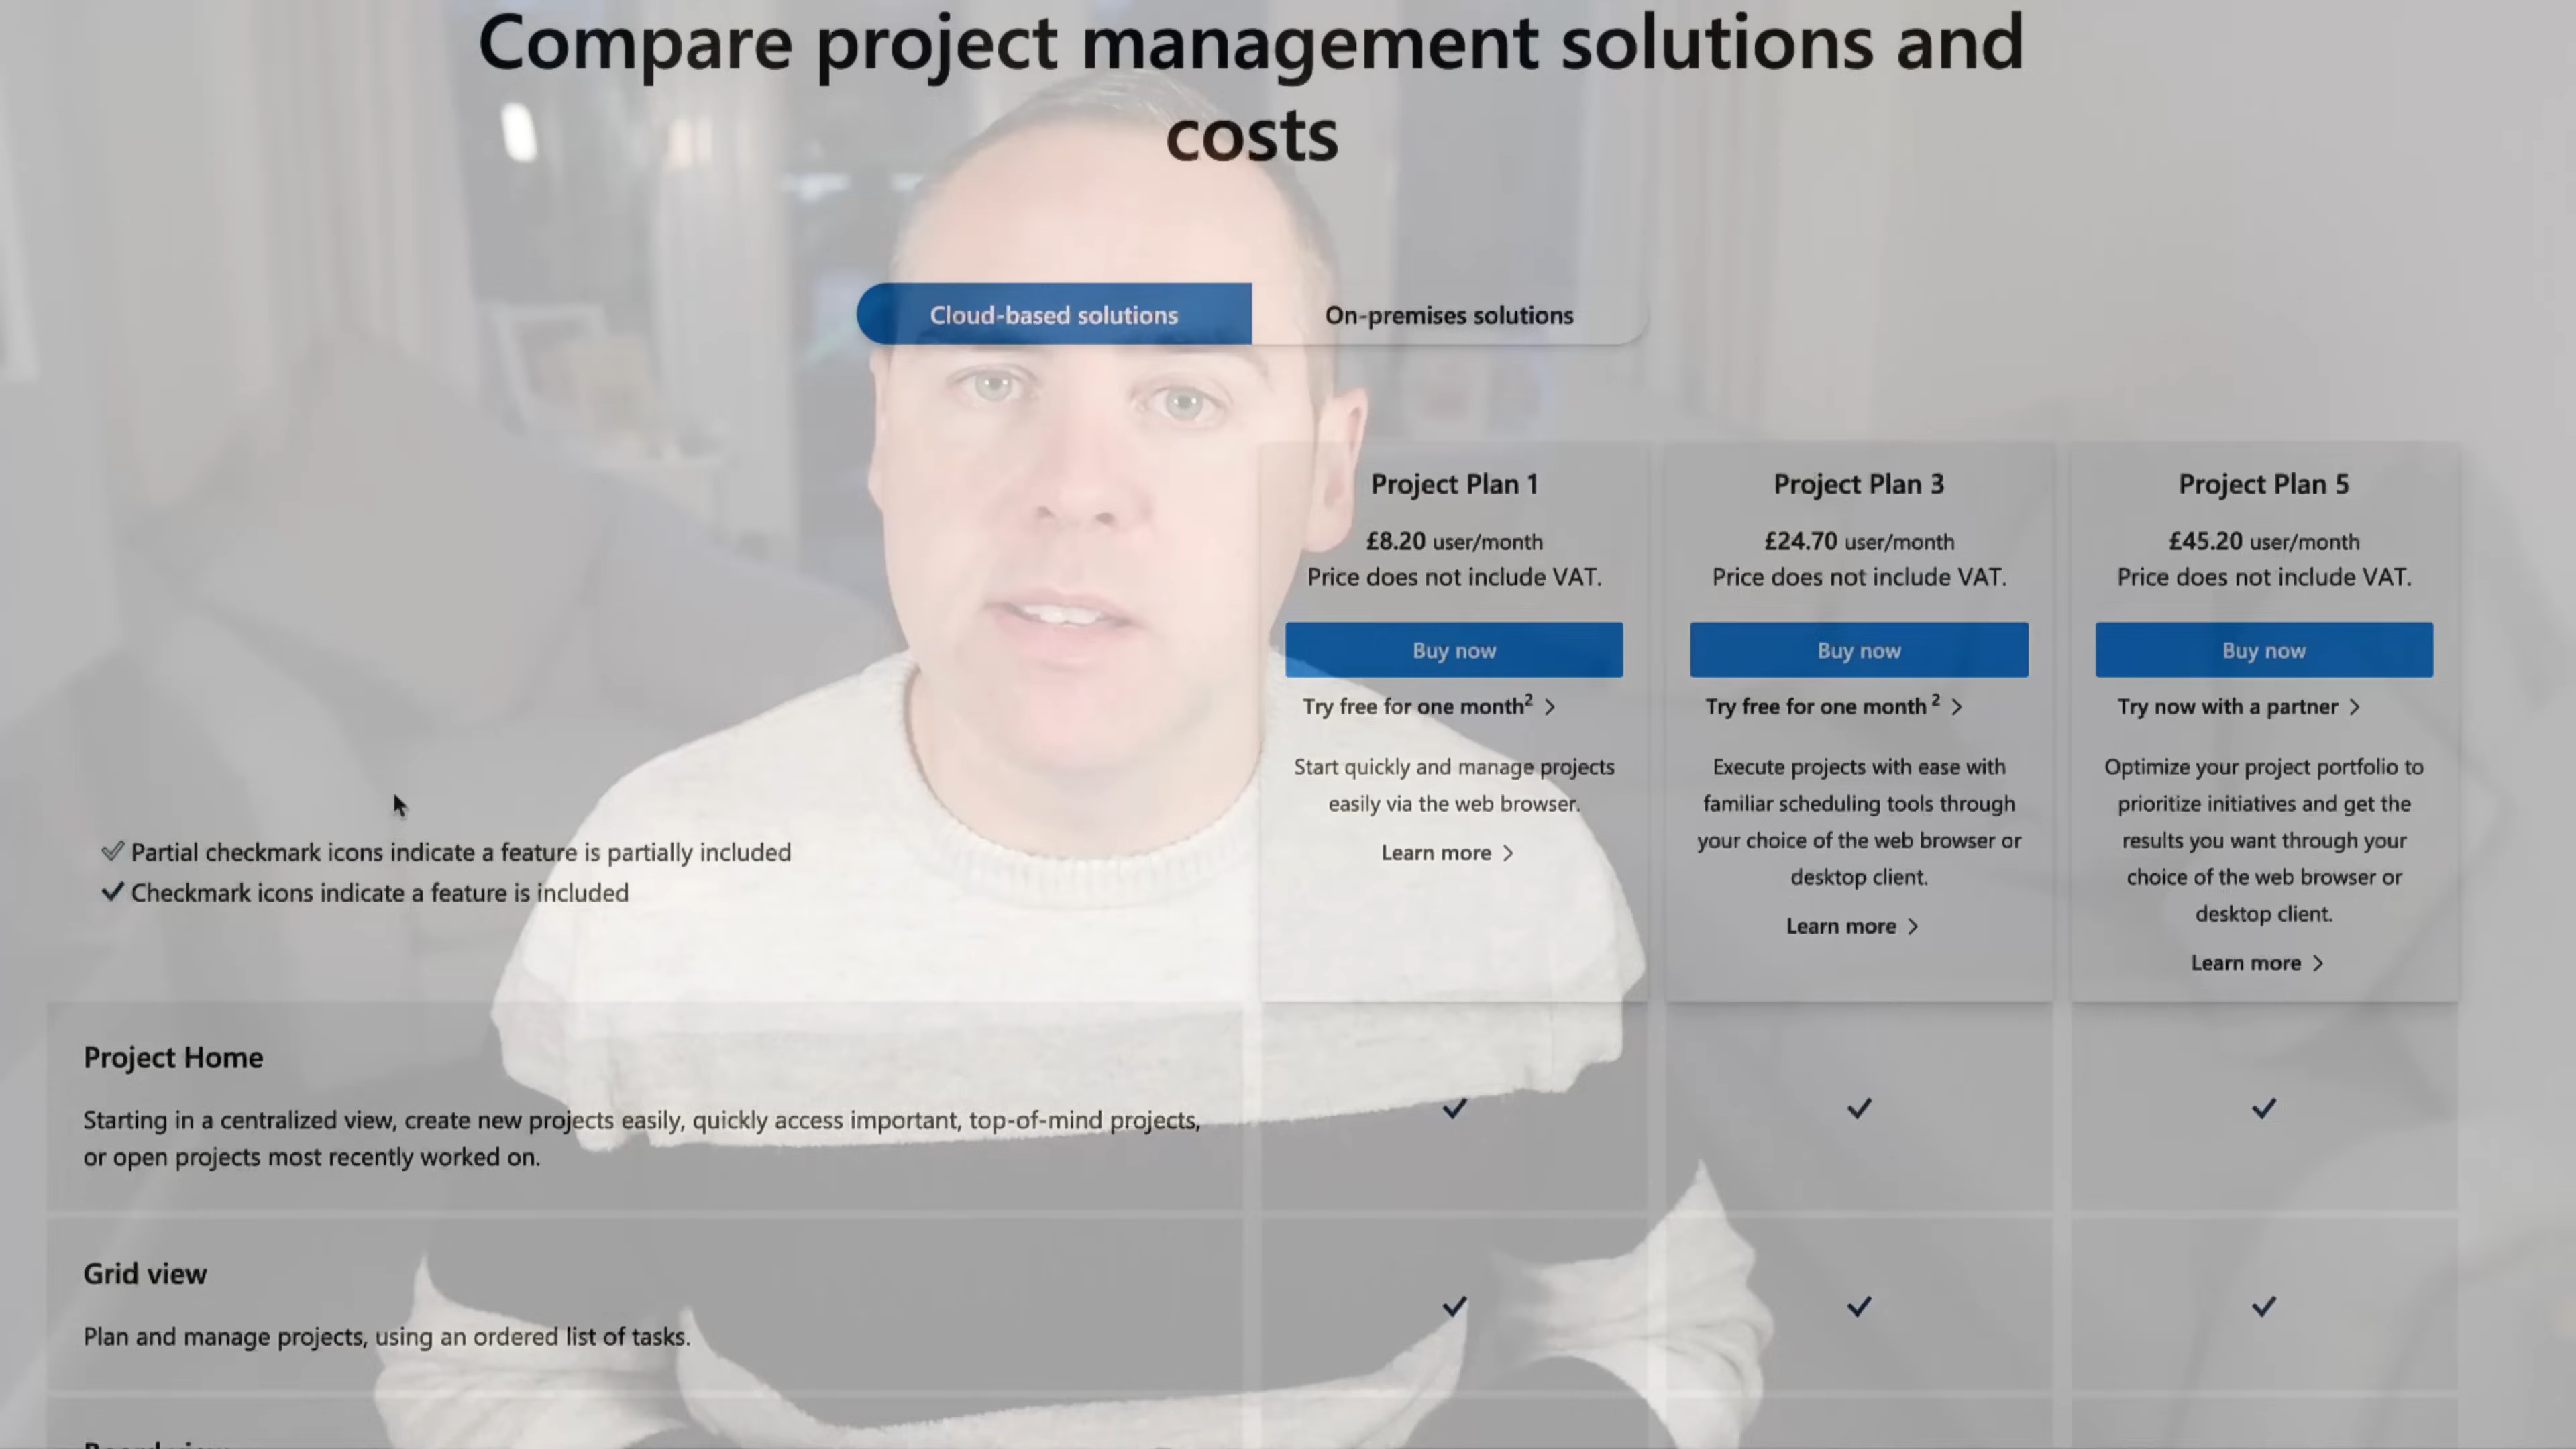 Compare project management solutions and
costs
Cloud-based solutions
On-premises solutions
Project Plan 1
£8.20 user/month
Price does not include VAT.
Buy now
Try free for one month2 >
Start quickly and manage projects
easily via the web browser.
Learn more >
Project Plan 3
£24.70 user/month
Price does not include VAT.
Buy now
Try free for one month 2 >
Execute projects with ease with
familiar scheduling tools through
your choice of the web browser or
desktop client.
Learn more >
Project Plan 5
£45.20 user/month
Price does not include VAT.
Buy now
Try now with a partner >
Optimize your project portfolio to
prioritize initiatives and get the
results you want through your
choice of the web browser or
desktop client.
Learn more >
Partial checkmark icons indicate a feature is partially included
Checkmark icons indicate a feature is included
Project Home
Starting in a centralized view, create new projects easily, quickly access important, top-of-mind projects,
or open projects most recently worked on.
Grid view
Plan and manage projects, using an ordered list of tasks.